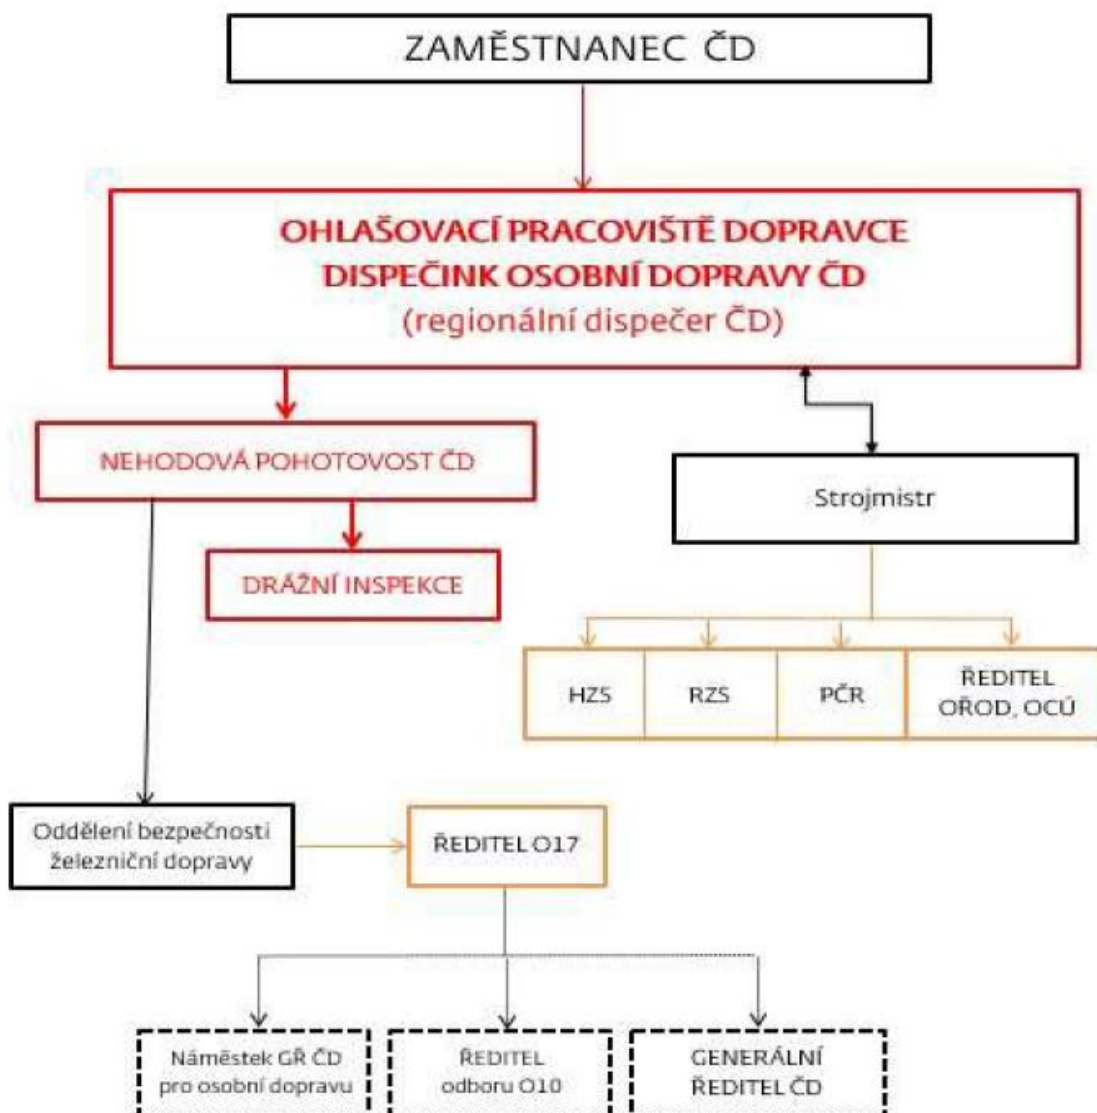 ZAMĚSTNANEC ČD
OHLAŠOVACÍ PRACOVIŠTĚ DOPRAVCE
DISPEČINK OSOBNÍ DOPRAVY ČD
(regionální dispečer ČD)
NEHODOVÁ POHOTOVOST ČD
Strojmistr
DRÁŽNÍ INSPEKCE
HZS
RZS
PČR
ŘEDITEL
OŘOD, OCÚ
Oddělení bezpečnosti
železniční dopravy
ŘEDITEL O17
Náměstek GŘ ČD
pro osobní dopravu
ŘEDITEL
odboru O10
GENERÁLNÍ
ŘEDITEL ČD